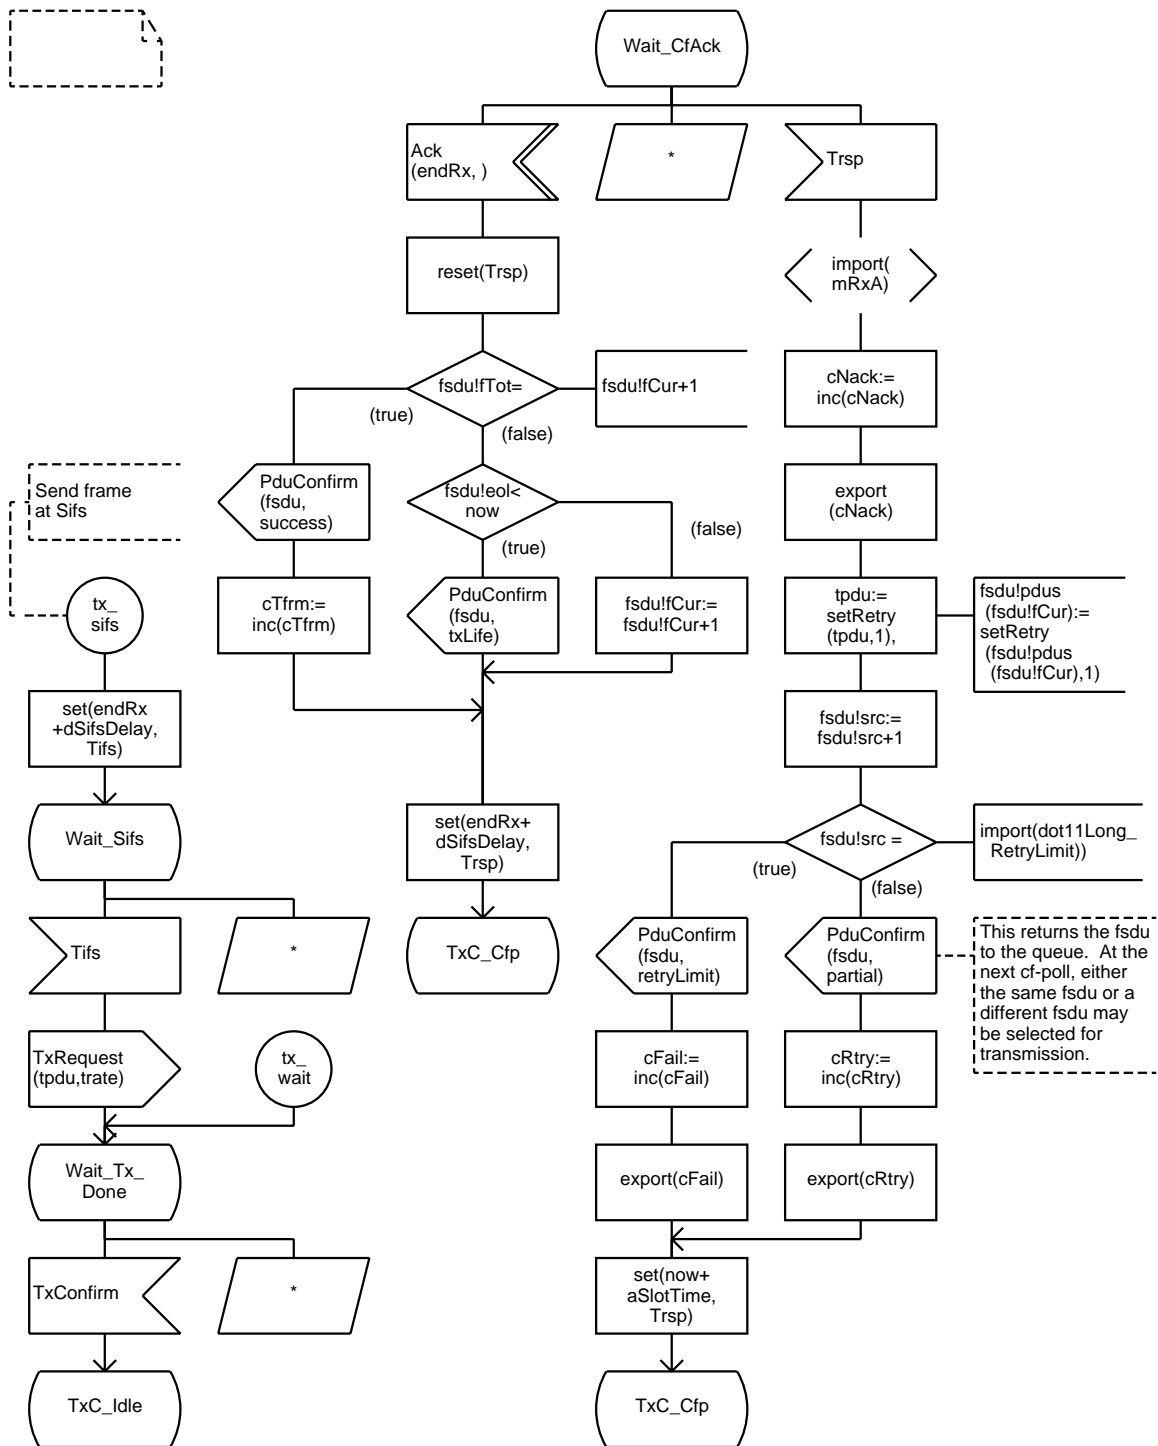 Wait_CfAck
Ack
(endRx, )
*
Trsp
reset(Trsp)
import(
mRxA)
fsdu!fTot=
fsdu!fCur+1
(true)
(false)
cNack:=
inc(cNack)
Send frame
at Sifs
PduConfirm
(fsdu,
success)
fsdu!eol<
now
(true)
(false)
export
(cNack)
tx_
sifs
cTfrm:=
inc(cTfrm)
PduConfirm
(fsdu,
txLife)
fsdu!fCur:=
fsdu!fCur+1
tpdu:=
setRetry
(tpdu,1),
fsdu!pdus
(fsdu!fCur):=
setRetry
(fsdu!pdus
(fsdu!fCur),1)
set(endRx
+dSifsDelay,
Tifs)
fsdu!src:=
fsdu!src+1
Wait_Sifs
set(endRx+
dSifsDelay,
Trsp)
fsdu!src =
import(dot11Long_
RetryLimit))
(true)
(false)
Tifs
*
TxC_Cfp
PduConfirm
(fsdu,
retryLimit)
PduConfirm
(fsdu,
partial)
This returns the fsdu
to the queue.  At the
next cf-poll, either
the same fsdu or a
different fsdu may
be selected for
transmission.
TxRequest
(tpdu,trate)
tx_
wait
cFail:=
inc(cFail)
cRtry:=
inc(cRtry)
Wait_Tx_
Done
export(cFail)
export(cRtry)
TxConfirm
*
set(now+
aSlotTime,
Trsp)
TxC_Idle
TxC_Cfp